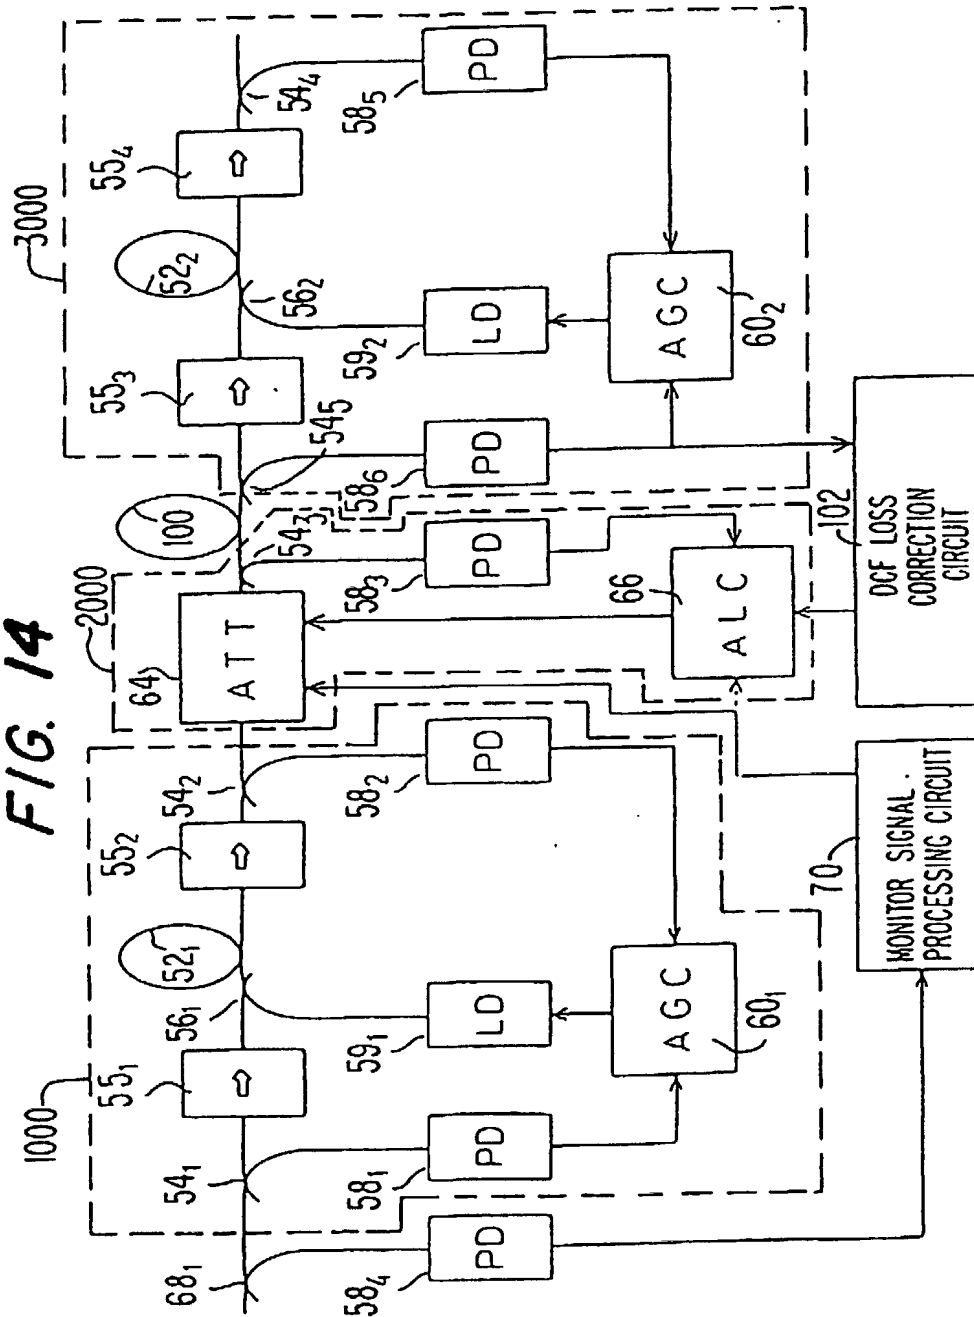 FIG. 14
1000
2000
3000
68₁
54₁
55₁
56₁
52₁
55₂
54₂
64
ATT
54₃
100
545
55₃
56₂
52₂
55₄
54₄
58₄
PD
58₁
PD
59₁
LD
58₂
PD
58₃
PD
58₆
PD
59₂
LD
58₅
PD
AGC
60₁
66
ALC
AGC
60₂
70
MONITOR SIGNAL
PROCESSING CIRCUIT
102
DCF LOSS
CORRECTION
CIRCUIT